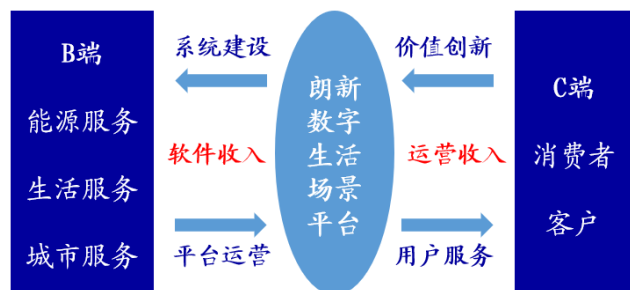 B端
能源服务
生活服务
城市服务
系统建设
软件收入
平台运营
朗新
数字
生活
场景
平台
价值创新
运营收入
用户服务
C端
消费者
客户